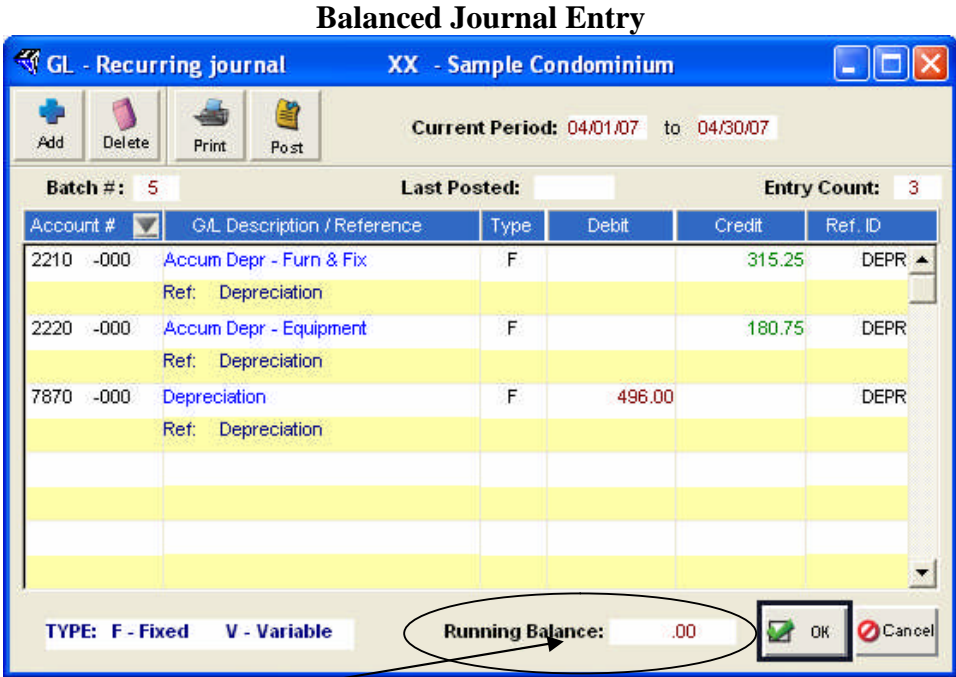 Balanced Journal Entry
GL - Recurring journal XX - Sample Condominium
Add Delete Print Post Current Period: 04/01/07 to 04/30/07
Batch #: 5 Last Posted: Entry Count: 3
Account # G/L Description / Reference Type Debit Credit Ref. ID
2210 -000 Accum Depr - Furn & Fix F 315.25 DEPR
Ref: Depreciation
2220 -000 Accum Depr - Equipment F 180.75 DEPR
Ref: Depreciation
7870 -000 Depreciation F 496.00 DEPR
Ref: Depreciation
TYPE: F - Fixed V - Variable Running Balance: .00 OK Cancel